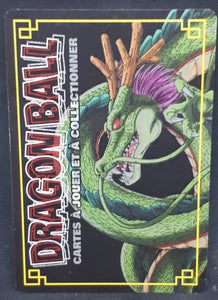 DRAGON BALL
CARTES À JOUER ET À COLLECTIONNER